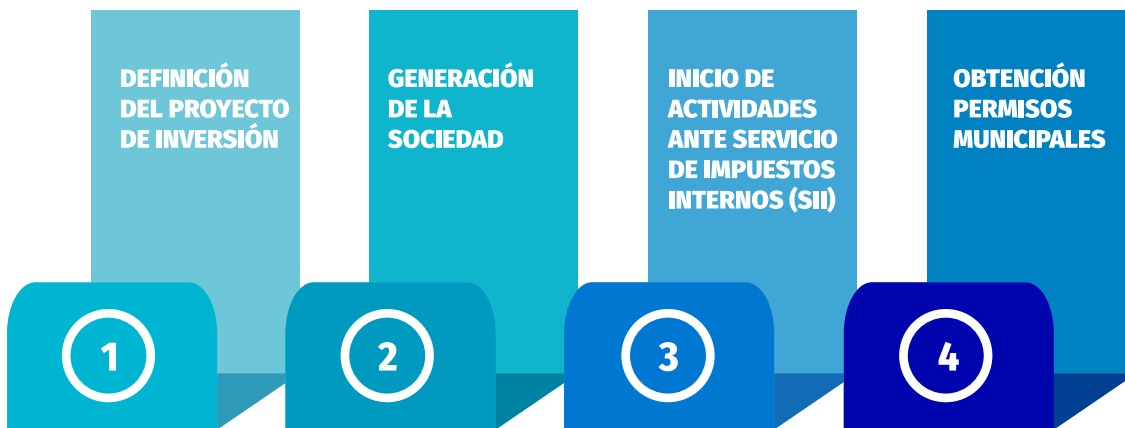 DEFINICIÓN
DEL PROYECTO
DE INVERSIÓN
1
GENERACIÓN
DE LA
SOCIEDAD
2
INICIO DE
ACTIVIDADES
ANTE SERVICIO
DE IMPUESTOS
INTERNOS (SII)
3
OBTENCIÓN
PERMISOS
MUNICIPALES
4